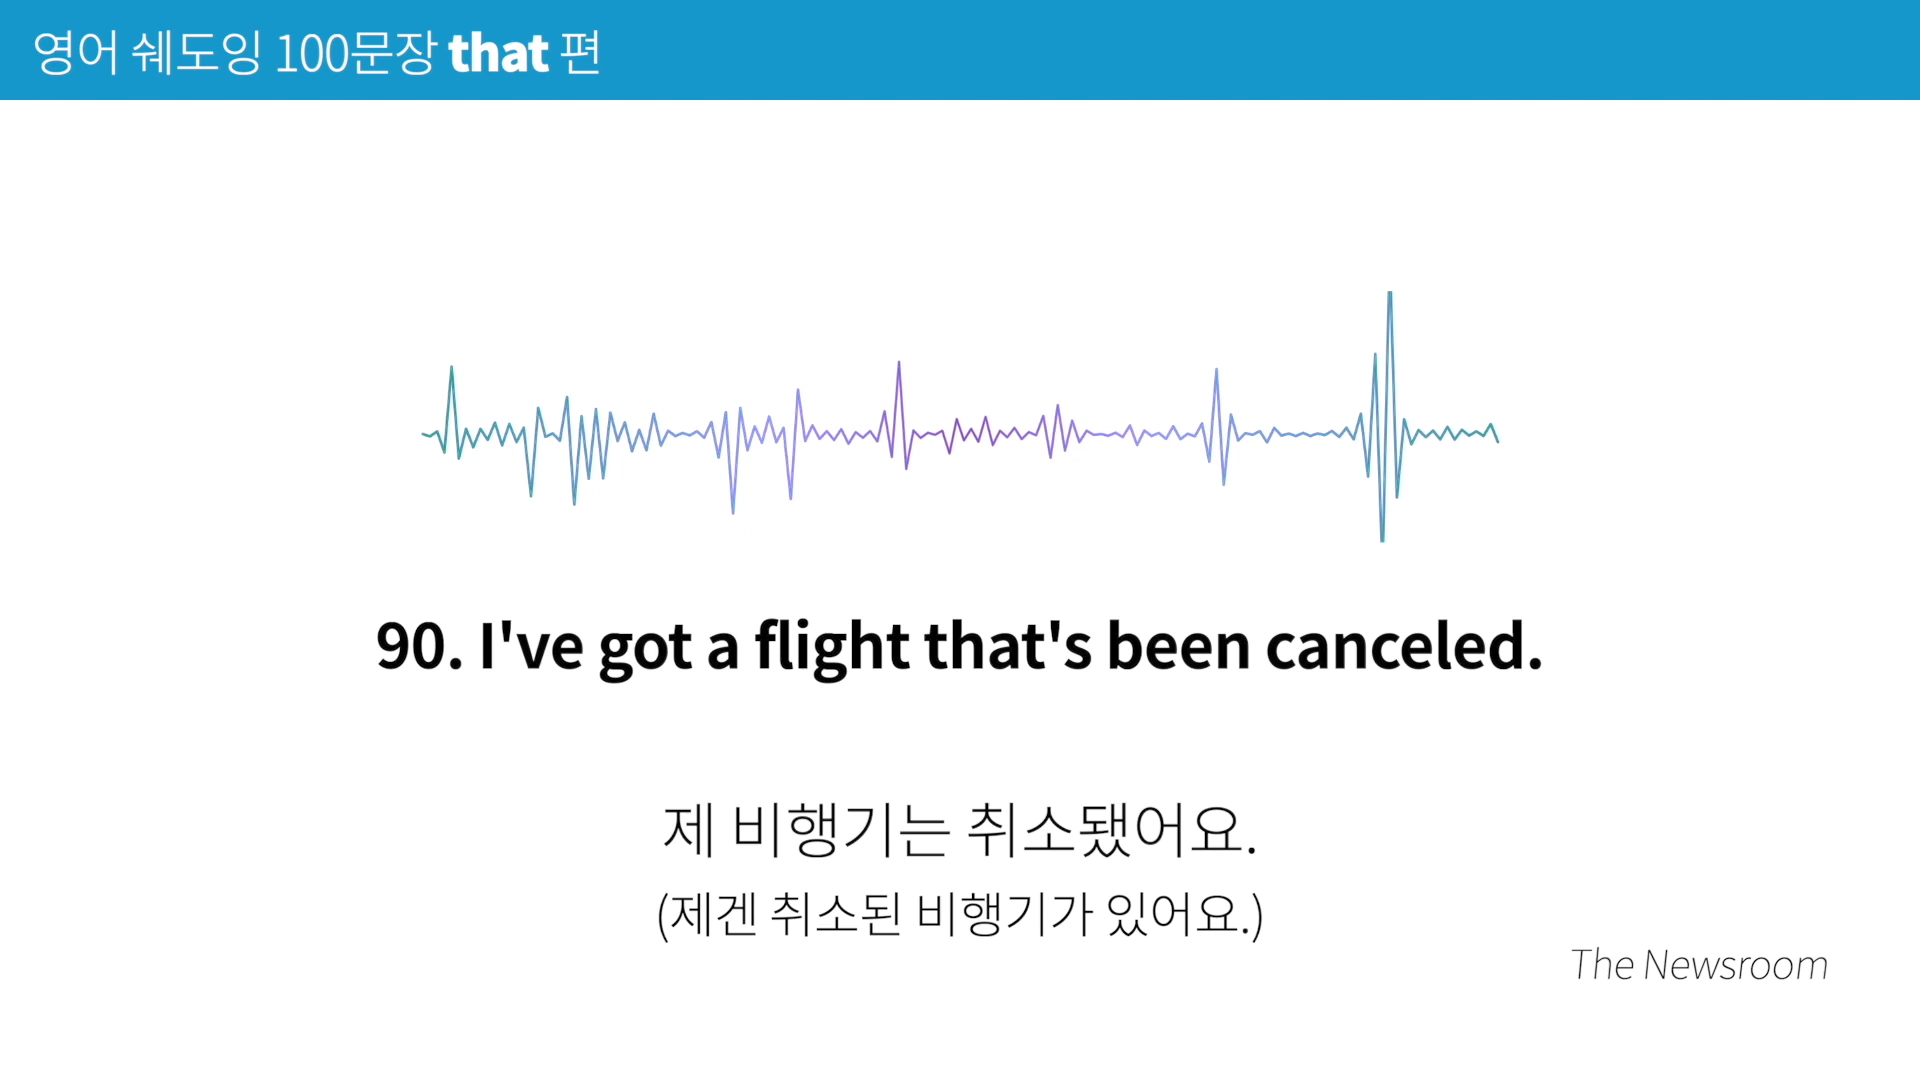 영어 쉐도잉 100문장 that 편
90. I've got a flight that's been canceled.
제 비행기는 취소됐어요.
(제겐 취소된 비행기가 있어요.)
The Newsroom